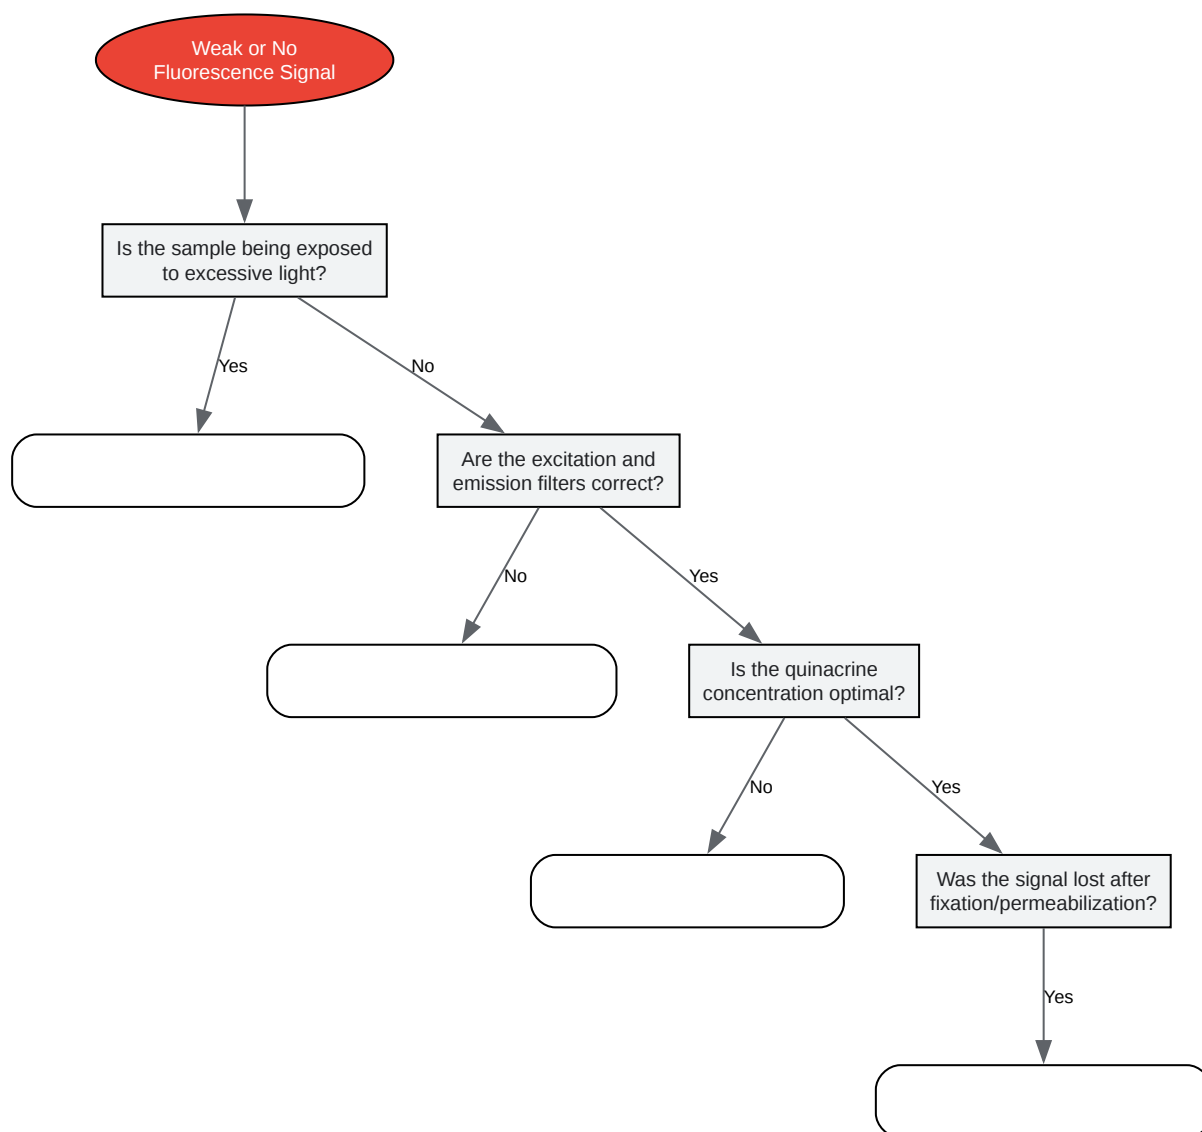 Weak or No
Fluorescence Signal
Is the sample being exposed
to excessive light?
Yes
No
Are the excitation and
emission filters correct?
No
Yes
Is the quinacrine
concentration optimal?
No
Yes
Was the signal lost after
fixation/permeabilization?
Yes